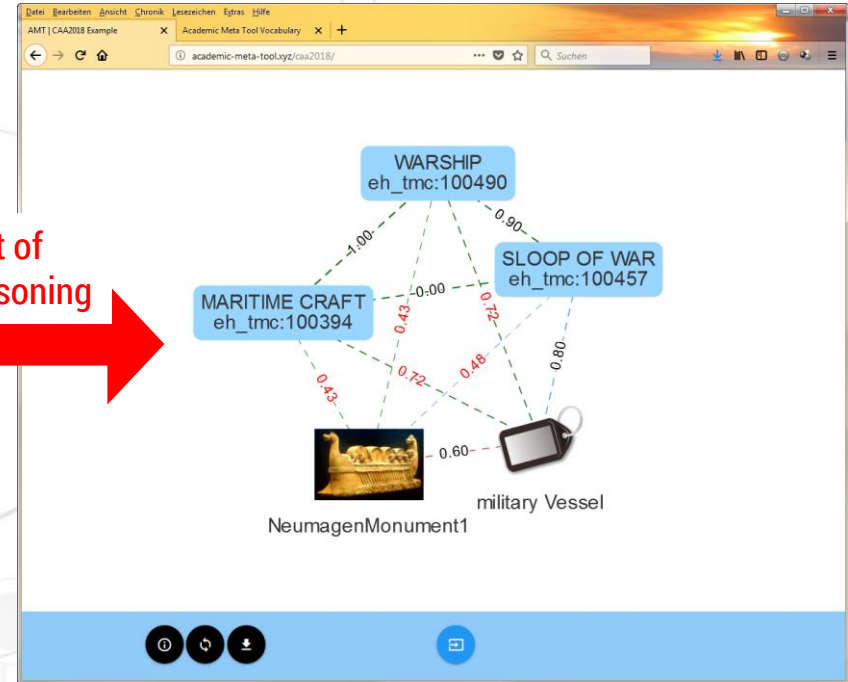 Datei Bearbeiten Ansicht Chronik Lesezeichen Extras Hilfe
AMT | CAA2018 Example
Academic Meta Tool Vocabulary
academic-meta-tool.xyz/caa2018/
Suchen
WARSHIP
eh_tmc:100490
1.00
0.90
SLOOP OF WAR
eh_tmc:100457
t of
soning
MARITIME CRAFT
eh_tmc:100394
0.00
0.43
0.72
0.43
0.72
0.48
0.80
0.60
military Vessel
NeumagenMonument1